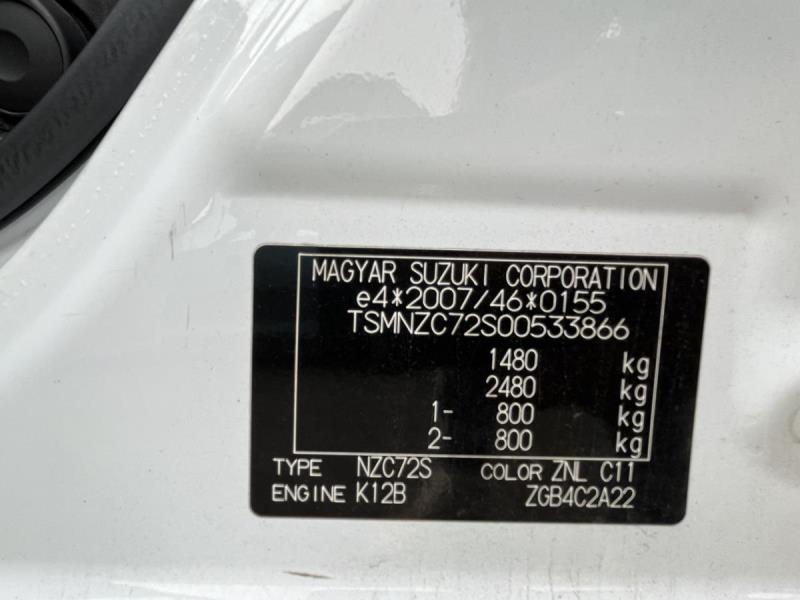 MAGYAR SUZUKI CORPORATION
e4*2007/46*0155
TSMNZC72S00533866
1480 kg
2480 kg
1- 800 kg
2- 800 kg
TYPE NZC72S COLOR ZNL C11
ENGINE K12B ZGB4C2A22